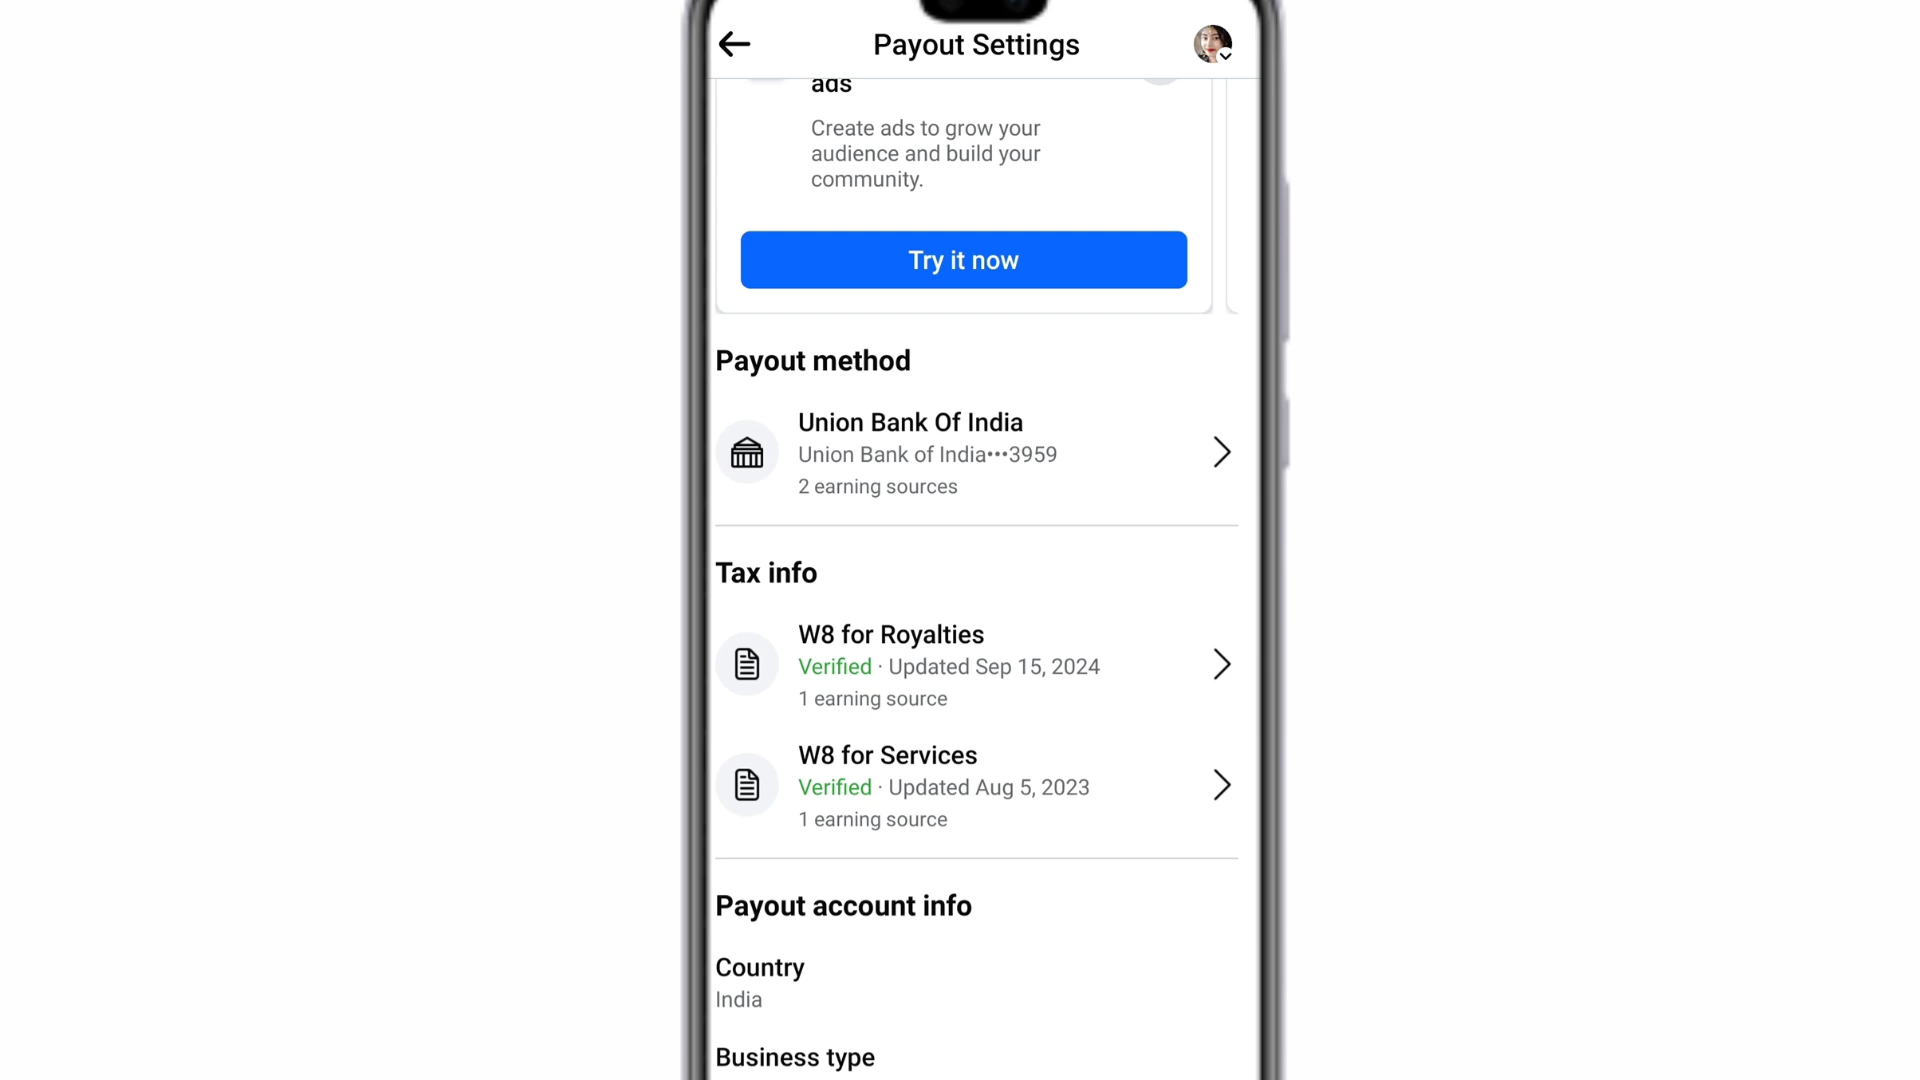 Payout Settings
ads
Create ads to grow your
audience and build your
community.
Try it now
Payout method
Union Bank Of India
Union Bank of India•••3959
2 earning sources
Tax info
W8 for Royalties
Verified · Updated Sep 15, 2024
1 earning source
W8 for Services
Verified · Updated Aug 5, 2023
1 earning source
Payout account info
Country
India
Business type